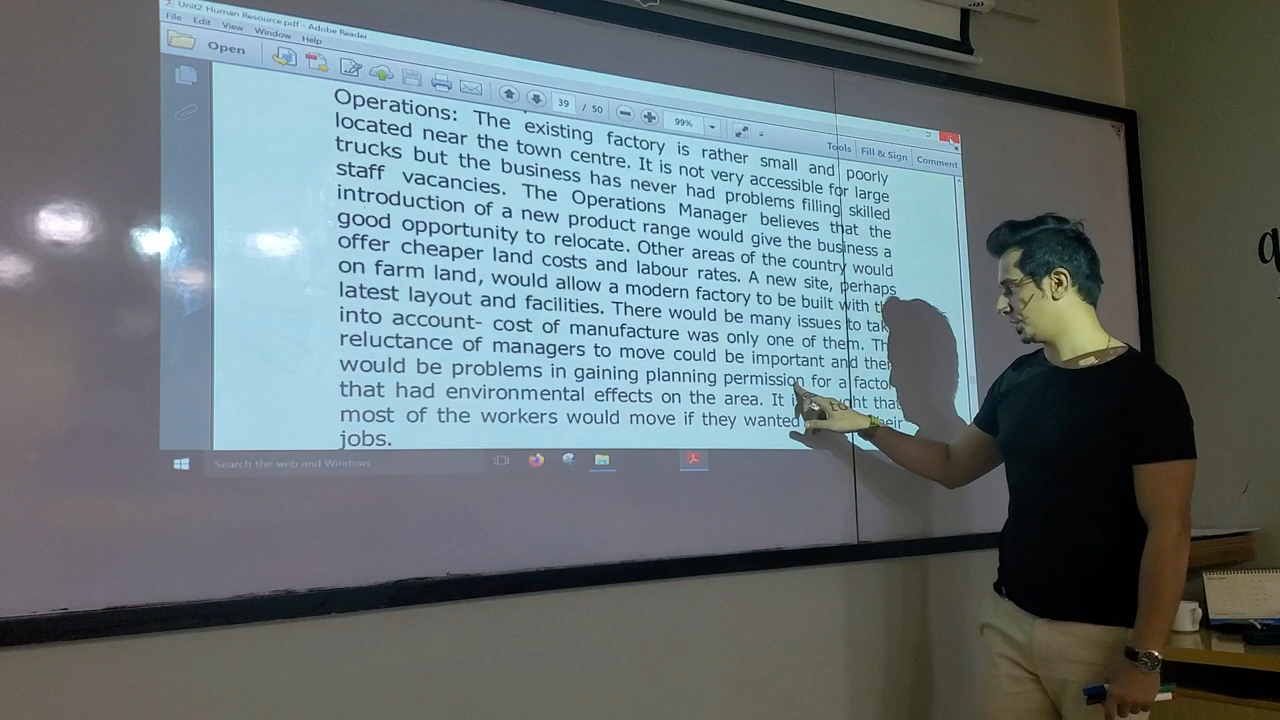 Unit2 Human Resource.pdf - Adobe Reader
File Edit View Window Help
Open 39 / 50 99%
Tools Fill & Sign Comment
Operations: The existing factory is rather small and poorly
located near the town centre. It is not very accessible for large
trucks but the business has never had problems filling skilled
staff vacancies. The Operations Manager believes that the
introduction of a new product range would give the business a
good opportunity to relocate. Other areas of the country would
offer cheaper land costs and labour rates. A new site, perhaps
on farm land, would allow a modern factory to be built with
latest layout and facilities. There would be many issues to
into account- cost of manufacture was only one of them.
reluctance of managers to move could be important and
would be problems in gaining planning permission for a
that had environmental effects on the area. It
most of the workers would move if they wanted
jobs.
Search the web and Windows